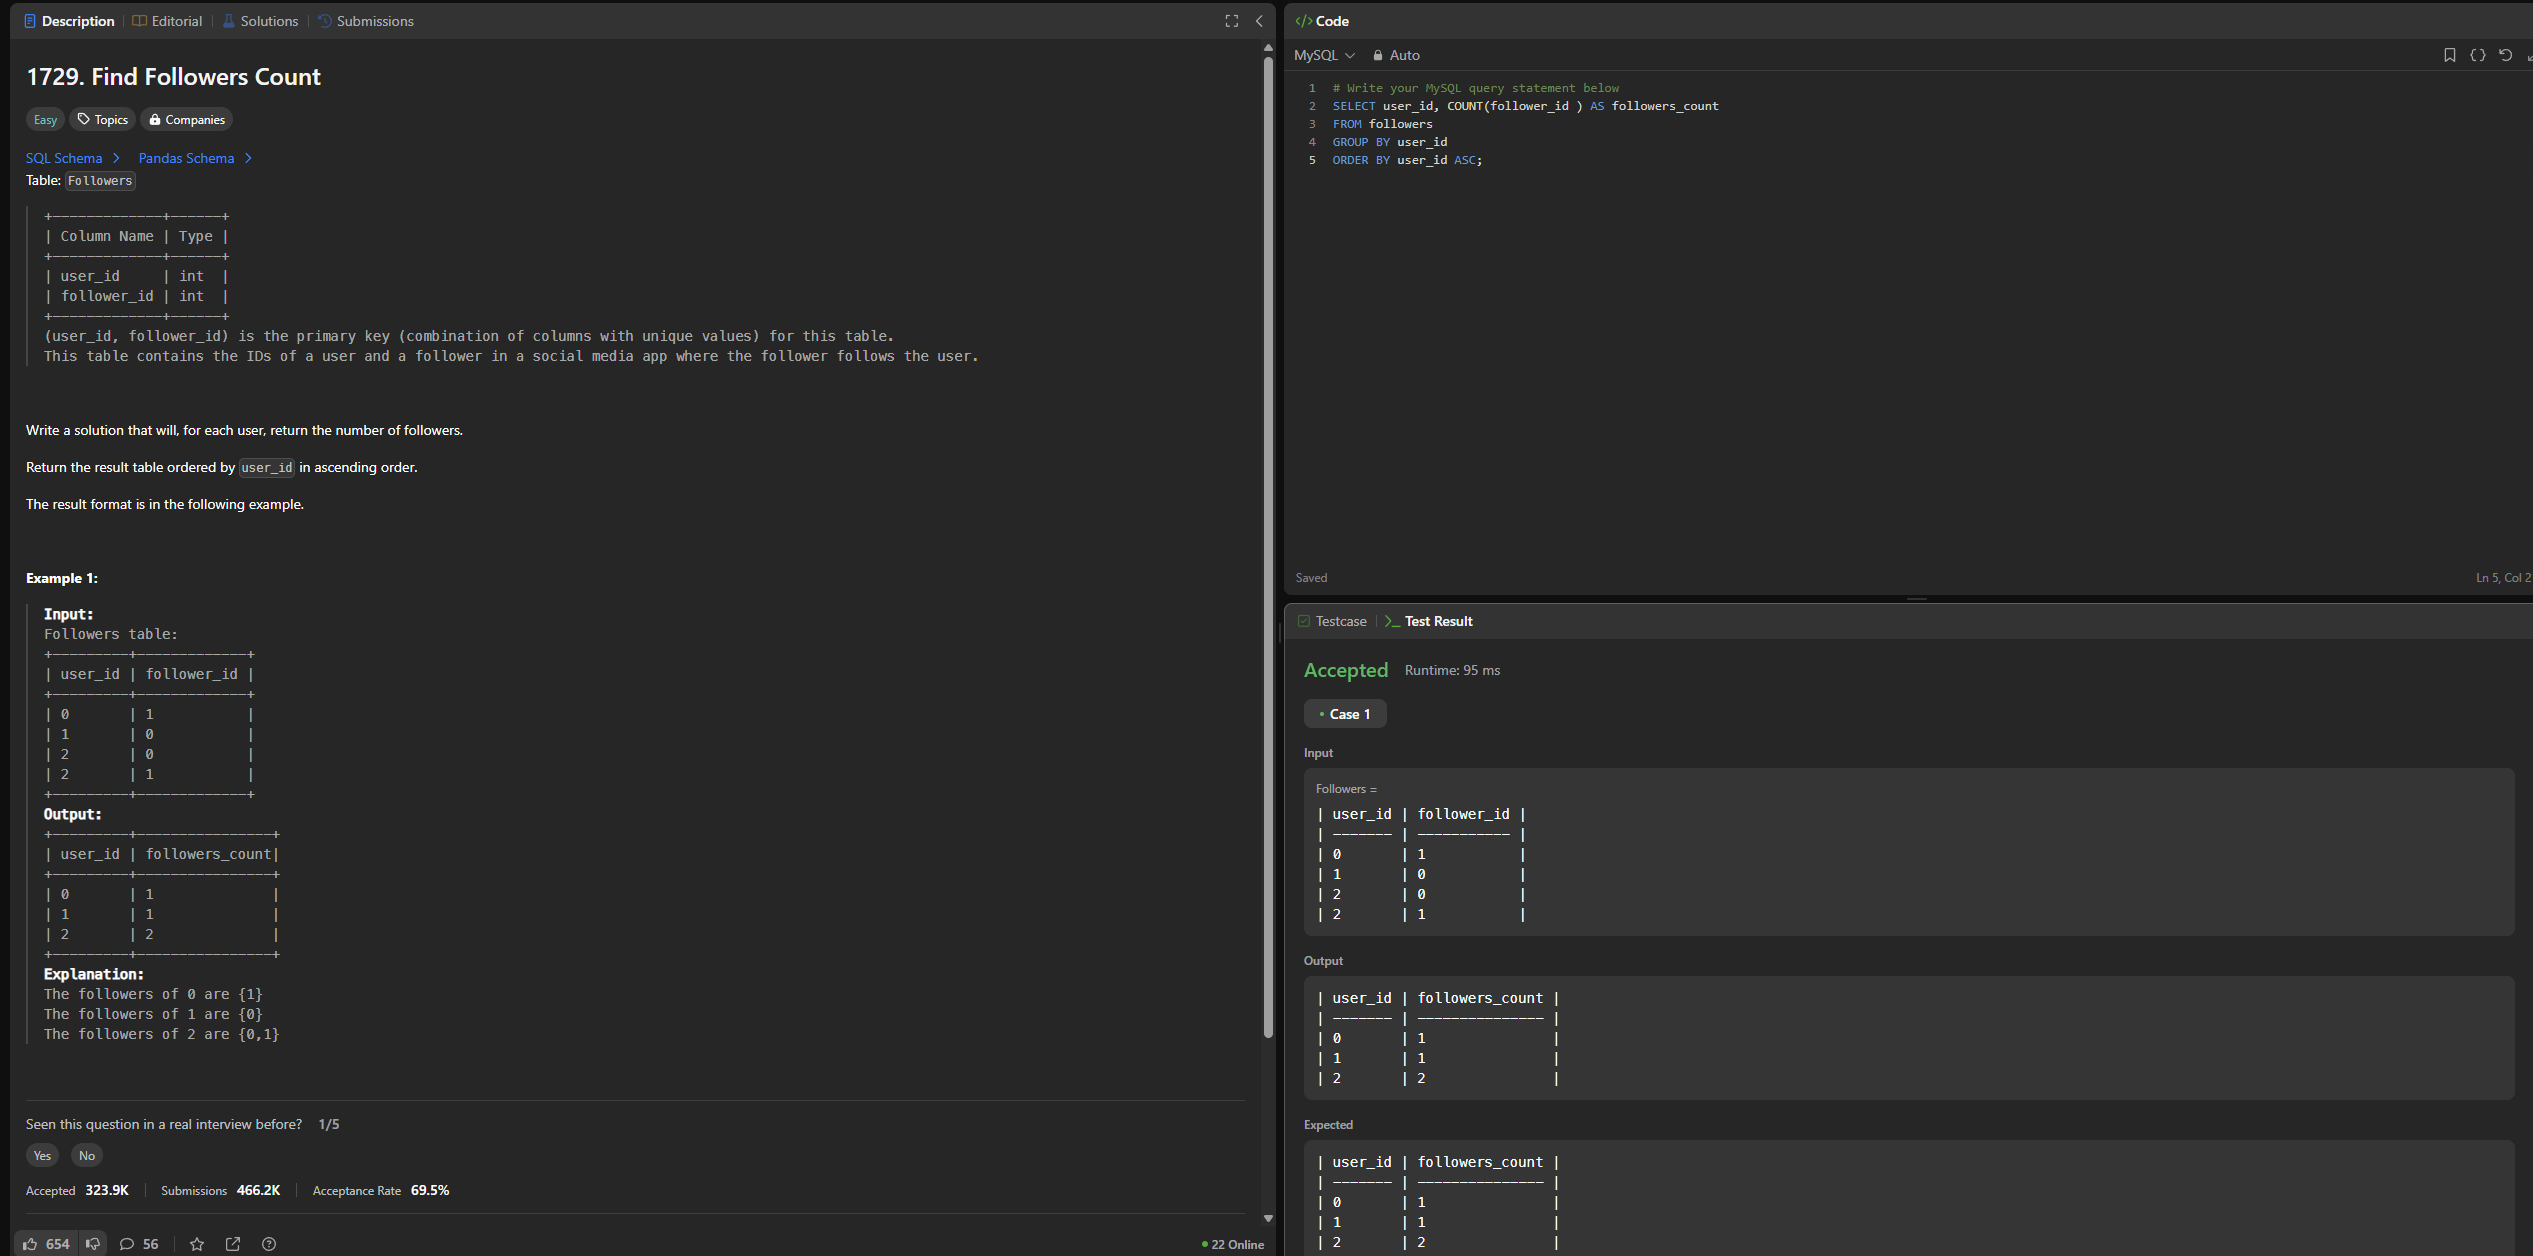 Description | Editorial | Solutions | Submissions
1729. Find Followers Count
Easy Topics Companies
SQL Schema > Pandas Schema >
Table: Followers
+-------------+------+
| Column Name | Type |
+-------------+------+
| user_id     | int  |
| follower_id | int  |
+-------------+------+
(user_id, follower_id) is the primary key (combination of columns with unique values) for this table.
This table contains the IDs of a user and a follower in a social media app where the follower follows the user.
Write a solution that will, for each user, return the number of followers.
Return the result table ordered by user_id in ascending order.
The result format is in the following example.
Example 1:
Input:
Followers table:
+---------+-------------+
| user_id | follower_id |
+---------+-------------+
| 0       | 1           |
| 1       | 0           |
| 2       | 0           |
| 2       | 1           |
+---------+-------------+
Output:
+---------+----------------+
| user_id | followers_count|
+---------+----------------+
| 0       | 1              |
| 1       | 1              |
| 2       | 2              |
+---------+----------------+
Explanation:
The followers of 0 are {1}
The followers of 1 are {0}
The followers of 2 are {0,1}
Seen this question in a real interview before? 1/5
Yes No
Accepted 323.9K | Submissions 466.2K | Acceptance Rate 69.5%
654 56 22 Online
</> Code
MySQL Auto
1 # Write your MySQL query statement below
2 SELECT user_id, COUNT(follower_id ) AS followers_count
3 FROM followers
4 GROUP BY user_id
5 ORDER BY user_id ASC;
Saved Ln 5, Col 2
Testcase | >_ Test Result
Accepted Runtime: 95 ms
• Case 1
Input
Followers =
| user_id | follower_id |
| ------- | ----------- |
| 0       | 1           |
| 1       | 0           |
| 2       | 0           |
| 2       | 1           |
Output
| user_id | followers_count |
| ------- | --------------- |
| 0       | 1               |
| 1       | 1               |
| 2       | 2               |
Expected
| user_id | followers_count |
| ------- | --------------- |
| 0       | 1               |
| 1       | 1               |
| 2       | 2               |